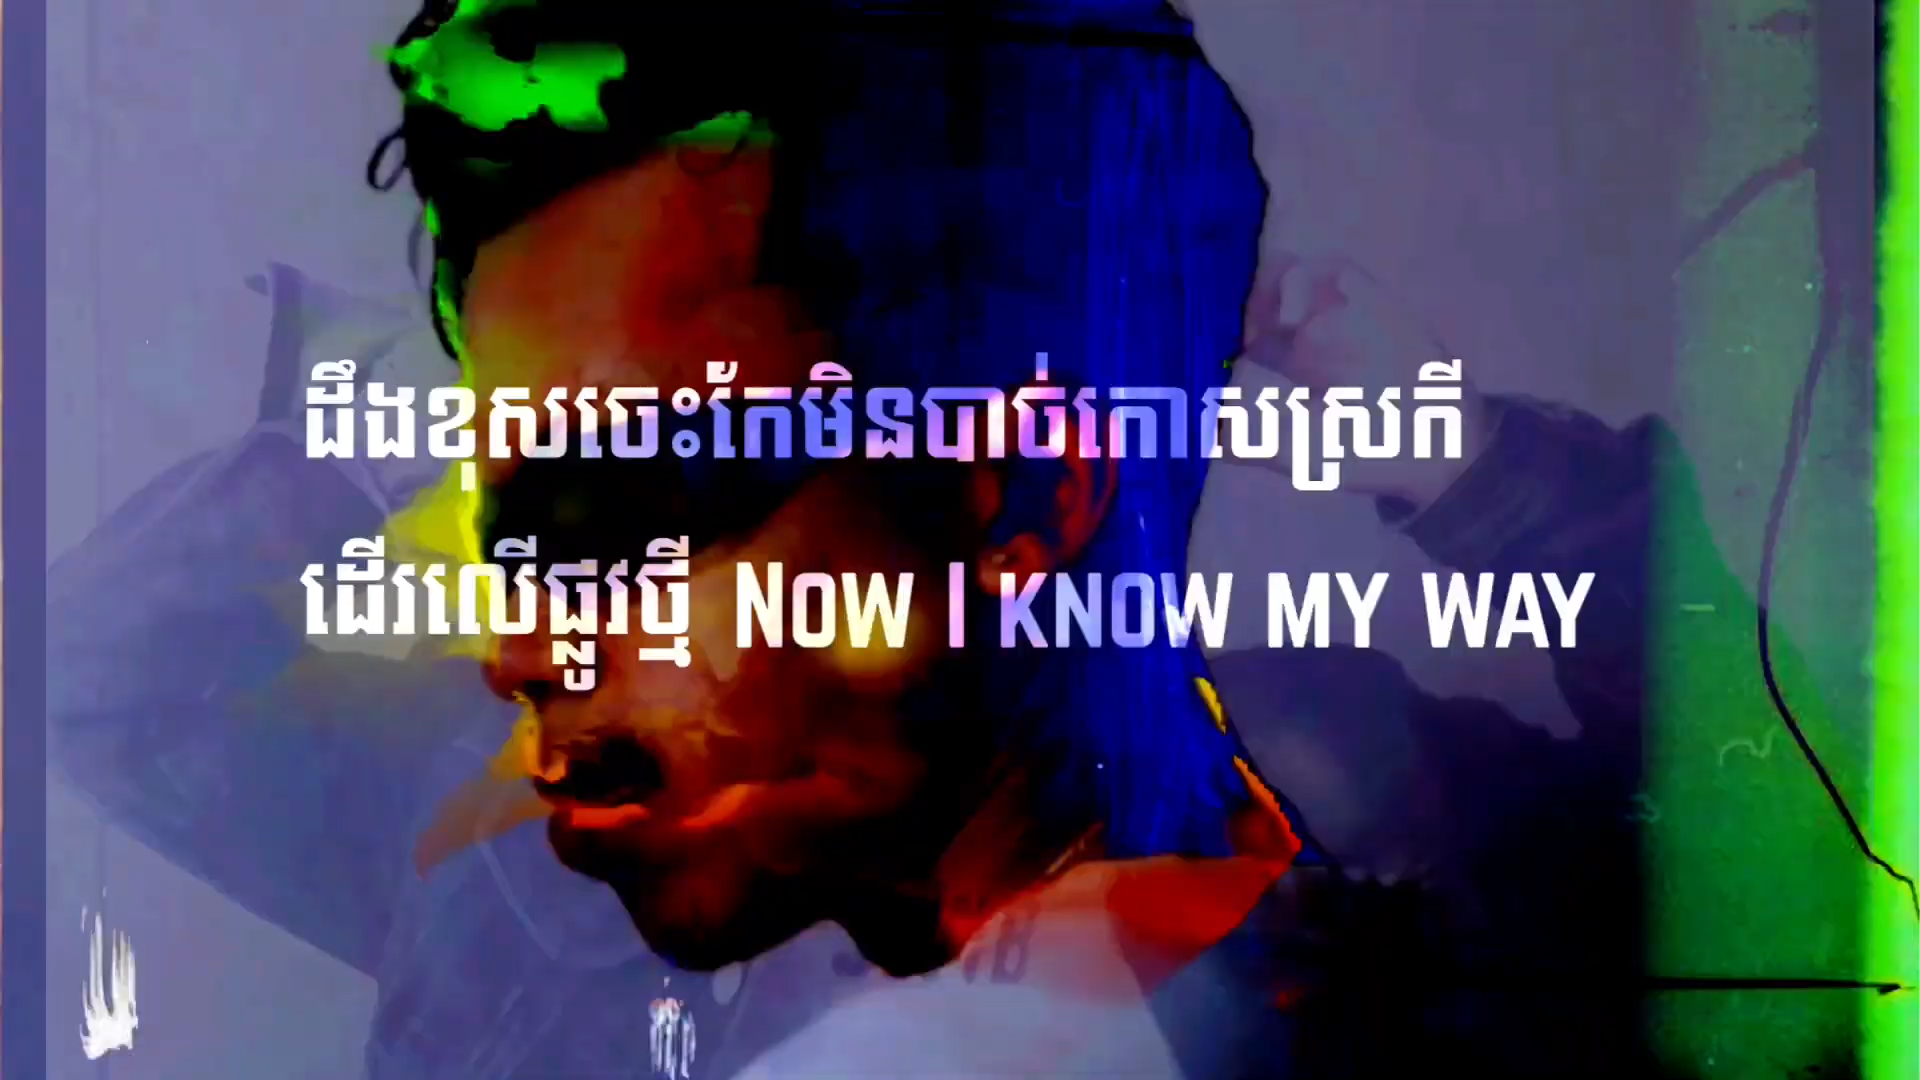 ដឹងខុសចេះកែមិនបាច់កោសស្រកី
ដើរលើផ្លូវថ្មី Now I know my way